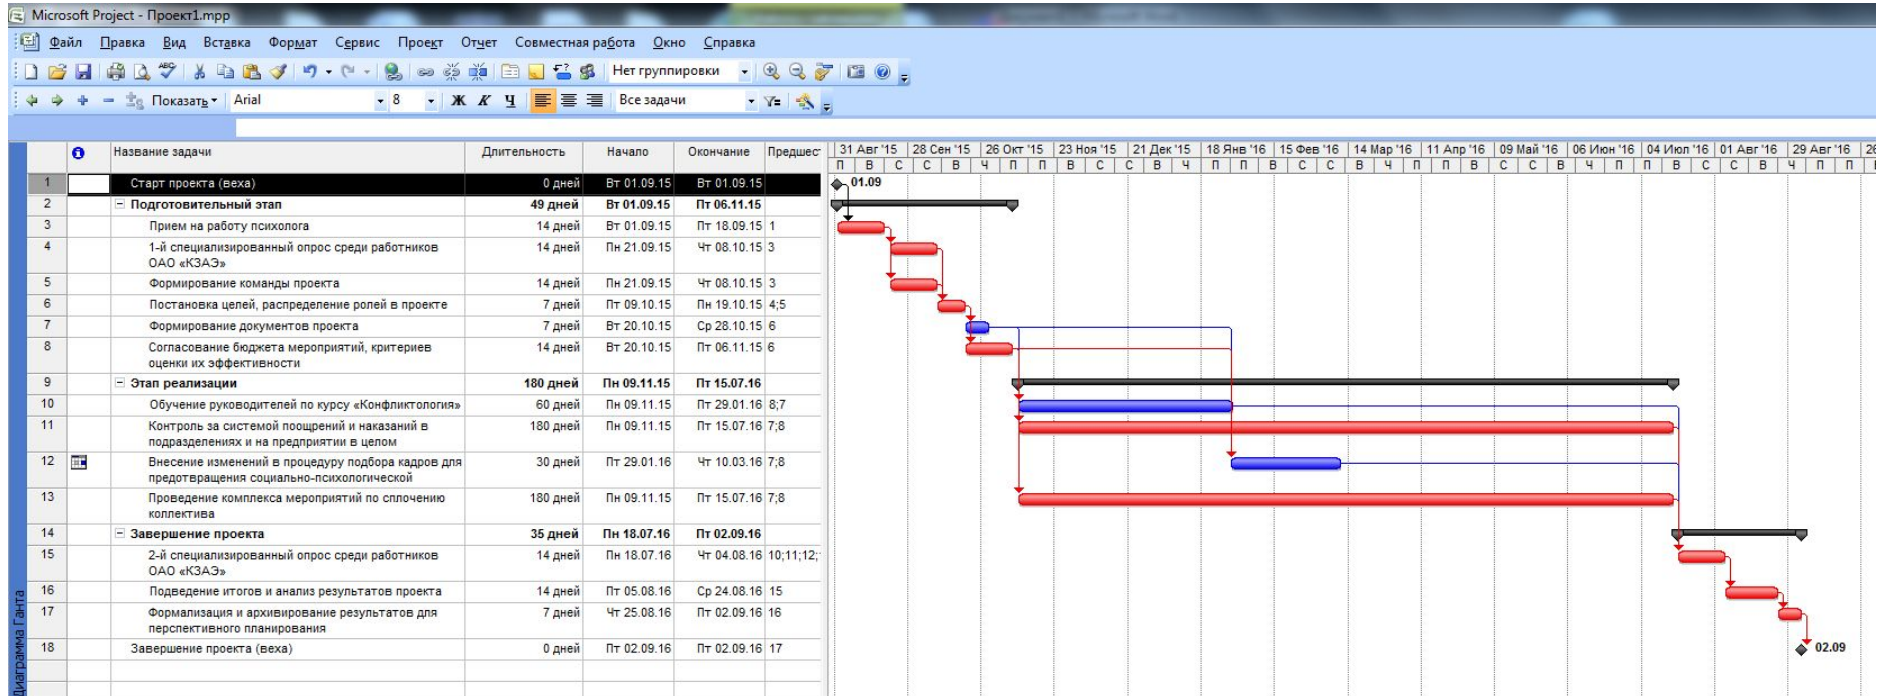 Microsoft Project - Проект1.mpp
Файл Правка Вид Вставка Формат Сервис Проект Отчет Совместная работа Окно Справка
Нет группировки
Показать Arial 8 Ж К Ч Все задачи
Название задачи Длительность Начало Окончание Предшес 31 Авг '15 28 Сен '15 26 Окт '15 23 Ноя '15 21 Дек '15 18 Янв '16 15 Фев '16 14 Мар '16 11 Апр '16 09 Май '16 06 Июн '16 04 Июл '16 01 Авг '16 29 Авг '16 26
П В С С В Ч П П В С С В Ч П П В С С В Ч П П В С С В Ч П П В С С В Ч П П
1 Старт проекта (веха) 0 дней Вт 01.09.15 Вт 01.09.15 01.09
2 Подготовительный этап 49 дней Вт 01.09.15 Пт 06.11.15
3 Прием на работу психолога 14 дней Вт 01.09.15 Пт 18.09.15 1
4 1-й специализированный опрос среди работников 14 дней Пн 21.09.15 Чт 08.10.15 3
ОАО «КЗАЭ»
5 Формирование команды проекта 14 дней Пн 21.09.15 Чт 08.10.15 3
6 Постановка целей, распределение ролей в проекте 7 дней Пт 09.10.15 Пн 19.10.15 4;5
7 Формирование документов проекта 7 дней Вт 20.10.15 Ср 28.10.15 6
8 Согласование бюджета мероприятий, критериев 14 дней Вт 20.10.15 Пт 06.11.15 6
оценки их эффективности
9 Этап реализации 180 дней Пн 09.11.15 Пт 15.07.16
10 Обучение руководителей по курсу «Конфликтология» 60 дней Пн 09.11.15 Пт 29.01.16 8;7
11 Контроль за системой поощрений и наказаний в 180 дней Пн 09.11.15 Пт 15.07.16 7;8
подразделениях и на предприятии в целом
12 Внесение изменений в процедуру подбора кадров для 30 дней Пт 29.01.16 Чт 10.03.16 7;8
предотвращения социально-психологической
13 Проведение комплекса мероприятий по сплочению 180 дней Пн 09.11.15 Пт 15.07.16 7;8
коллектива
14 Завершение проекта 35 дней Пн 18.07.16 Пт 02.09.16
15 2-й специализированный опрос среди работников 14 дней Пн 18.07.16 Чт 04.08.16 10;11;12;
ОАО «КЗАЭ»
16 Подведение итогов и анализ результатов проекта 14 дней Пт 05.08.16 Ср 24.08.16 15
17 Формализация и архивирование результатов для 7 дней Чт 25.08.16 Пт 02.09.16 16
перспективного планирования
18 Завершение проекта (веха) 0 дней Пт 02.09.16 Пт 02.09.16 17 02.09
Диаграмма Ганта